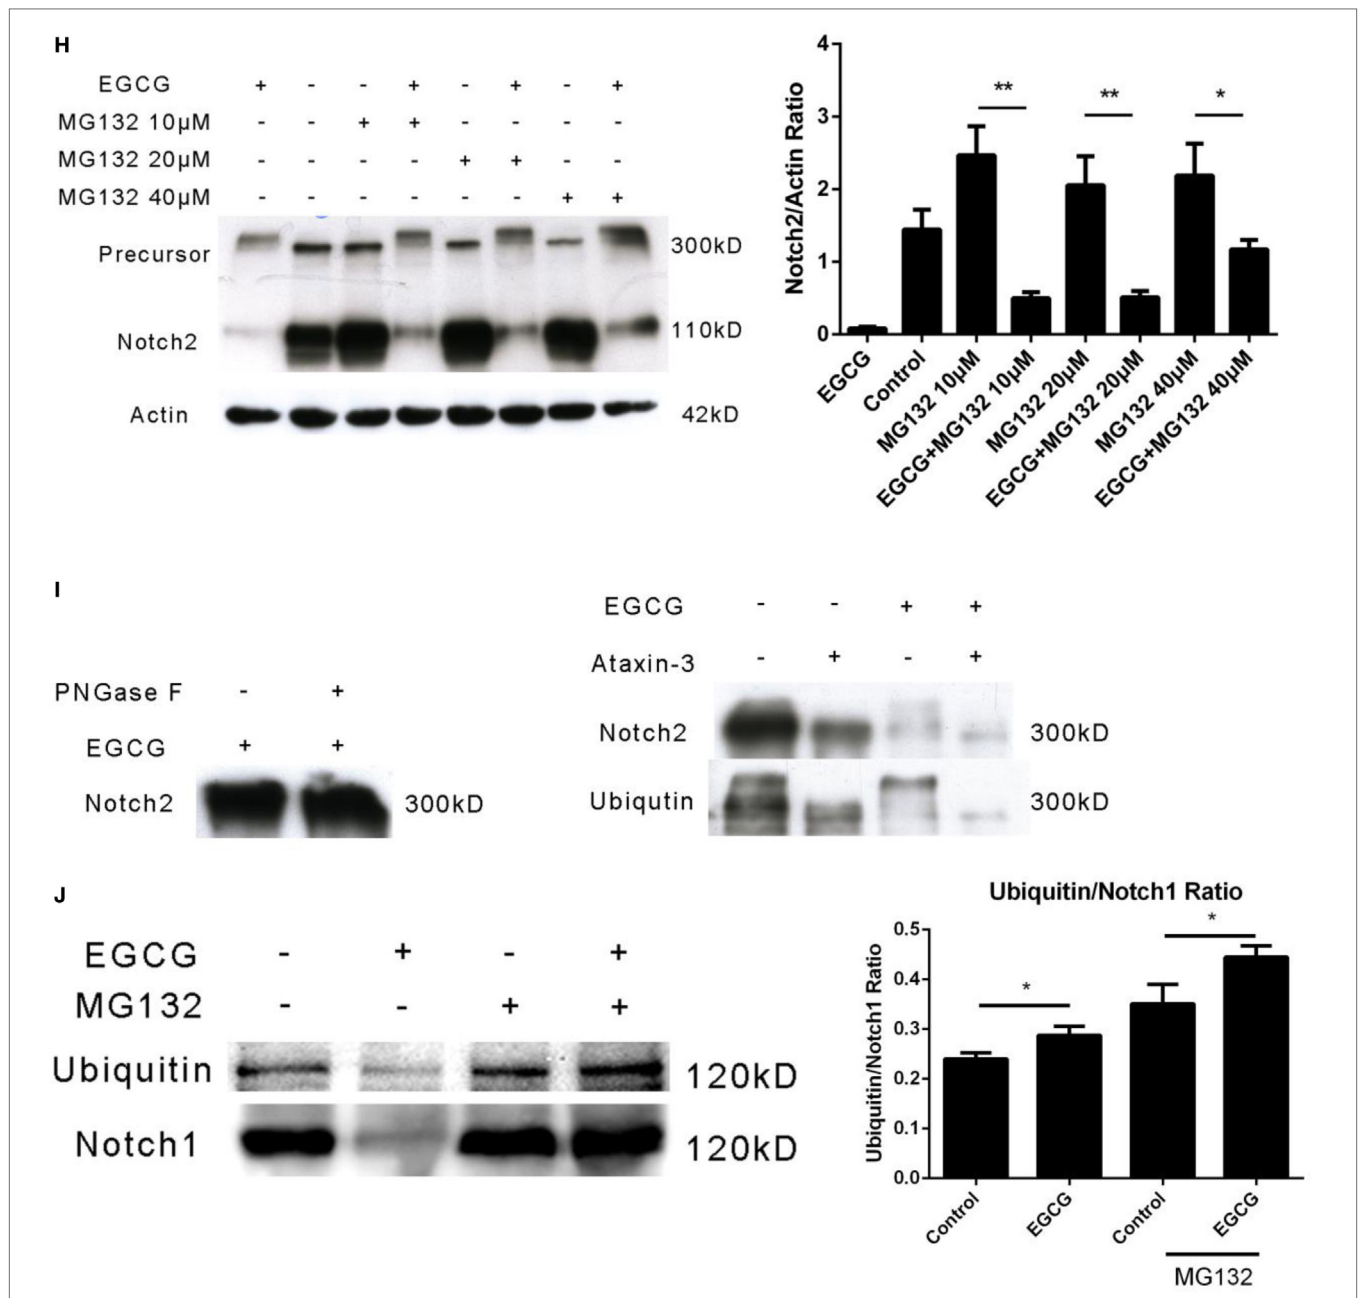 H
EGCG + - - + - + - +
MG132 10μM - - + + - - - -
MG132 20μM - - - - + + - -
MG132 40μM - - - - - - + +
Precursor 300kD
Notch2 110kD
Actin 42kD
Notch2/Actin Ratio
4
3
2
1
0
** ** *
EGCG
Control
MG132 10μM
EGCG+MG132 10μM
MG132 20μM
EGCG+MG132 20μM
MG132 40μM
EGCG+MG132 40μM
I
PNGase F - +
EGCG + +
Notch2 300kD
EGCG - - + +
Ataxin-3 - + - +
Notch2 300kD
Ubiqutin 300kD
J
EGCG - + - +
MG132 - - + +
Ubiquitin 120kD
Notch1 120kD
Ubiquitin/Notch1 Ratio
Ubiquitin/Notch1 Ratio
0.5
0.4
0.3
0.2
0.1
0.0
* *
Control
EGCG
Control
EGCG
MG132